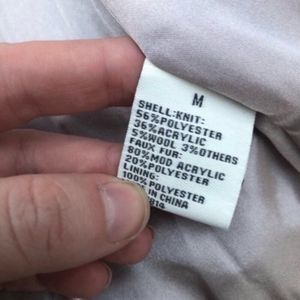 M
SHELL:KNIT:
56%POLYESTER
36%ACRYLIC
5%WOOL 3%OTHERS
FAUX FUR:
80%MOD ACRYLIC
20%POLYESTER
LINING:
100%POLYESTER
IN CHINA
814